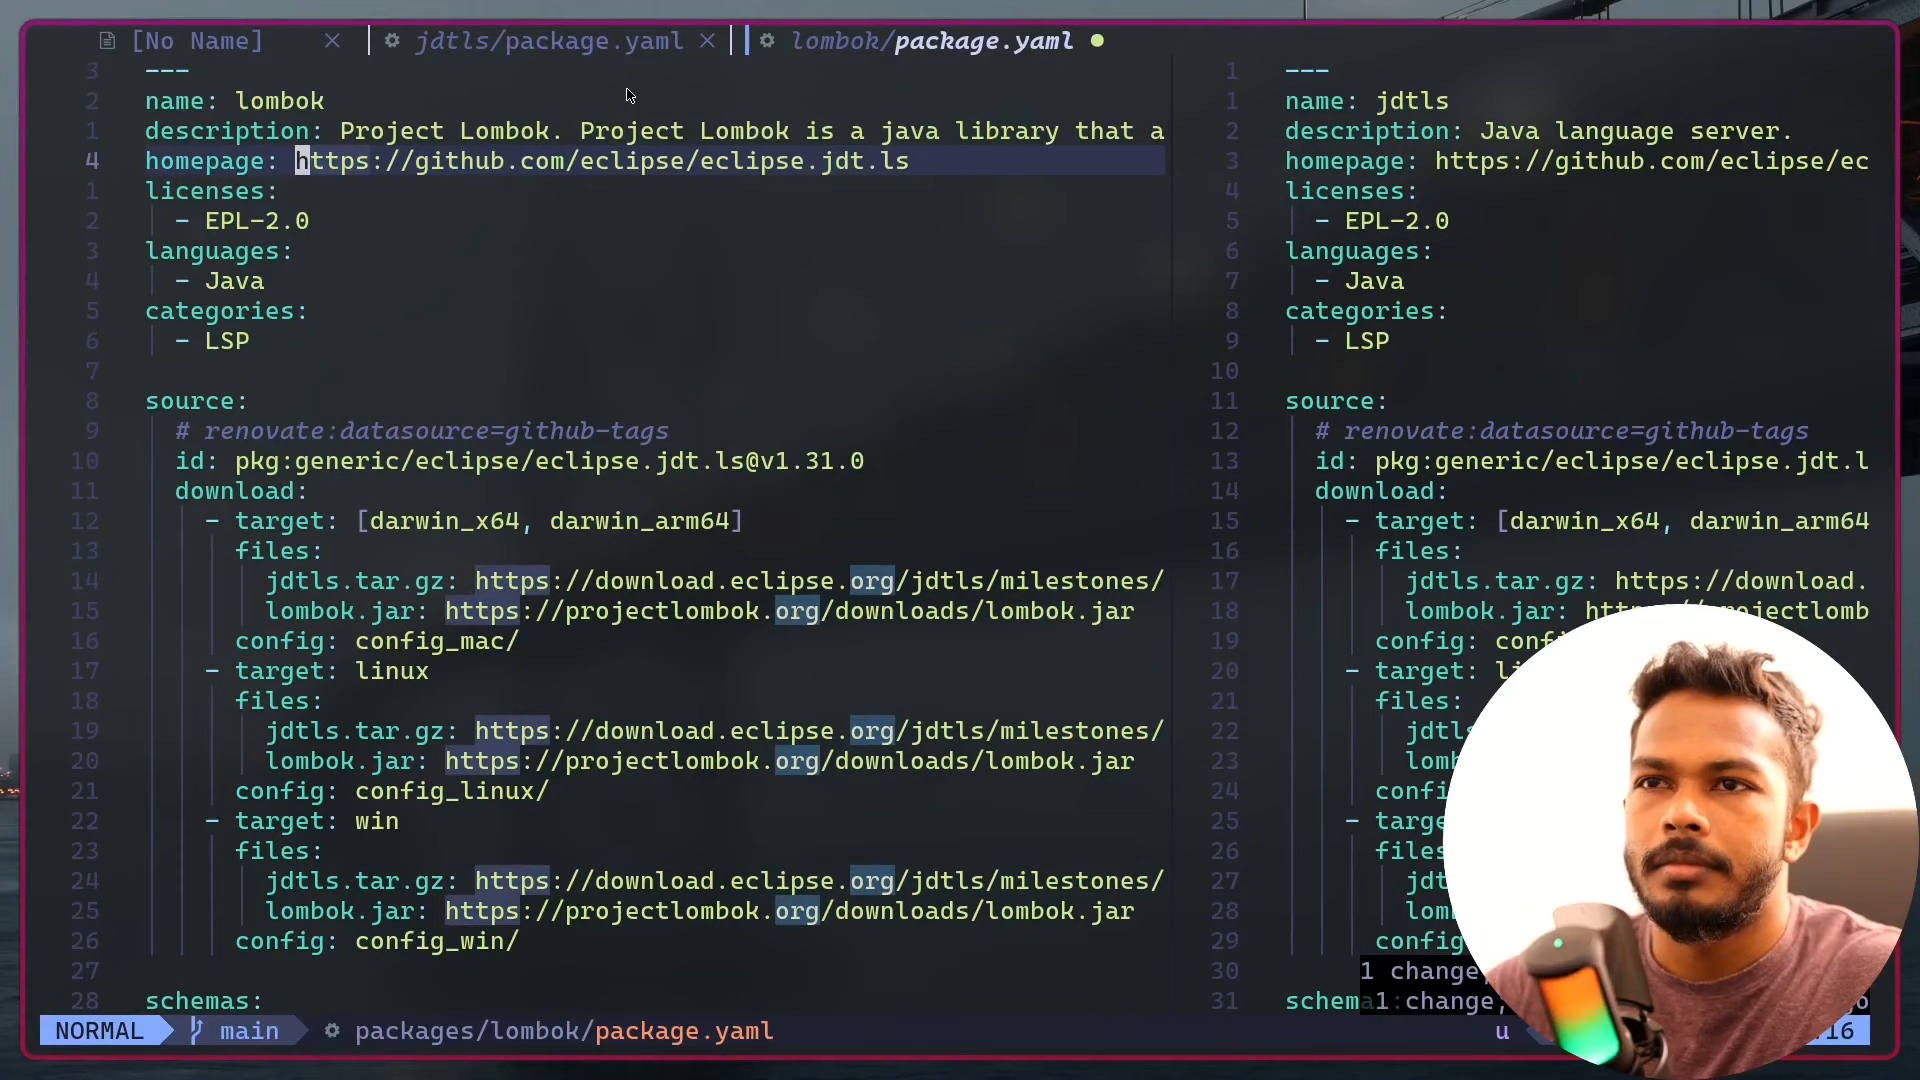 [No Name] × jdtls/package.yaml × lombok/package.yaml
3 ---
2 name: lombok
1 description: Project Lombok. Project Lombok is a java library that a
4 homepage: https://github.com/eclipse/eclipse.jdt.ls
1 licenses:
2 - EPL-2.0
3 languages:
4 - Java
5 categories:
6 - LSP
7
8 source:
9 # renovate:datasource=github-tags
10 id: pkg:generic/eclipse/eclipse.jdt.ls@v1.31.0
11 download:
12 - target: [darwin_x64, darwin_arm64]
13 files:
14 jdtls.tar.gz: https://download.eclipse.org/jdtls/milestones/
15 lombok.jar: https://projectlombok.org/downloads/lombok.jar
16 config: config_mac/
17 - target: linux
18 files:
19 jdtls.tar.gz: https://download.eclipse.org/jdtls/milestones/
20 lombok.jar: https://projectlombok.org/downloads/lombok.jar
21 config: config_linux/
22 - target: win
23 files:
24 jdtls.tar.gz: https://download.eclipse.org/jdtls/milestones/
25 lombok.jar: https://projectlombok.org/downloads/lombok.jar
26 config: config_win/
27
28 schemas:
1 ---
1 name: jdtls
2 description: Java language server.
3 homepage: https://github.com/eclipse/ec
4 licenses:
5 - EPL-2.0
6 languages:
7 - Java
8 categories:
9 - LSP
10
11 source:
12 # renovate:datasource=github-tags
13 id: pkg:generic/eclipse/eclipse.jdt.l
14 download:
15 - target: [darwin_x64, darwin_arm64
16 files:
17 jdtls.tar.gz: https://download.
18 lombok.jar:
19 config:
20 - target:
21 files:
22
23
24
25 -
26
27
28
29 config
30 1 change,
31 1 change,
NORMAL main packages/lombok/package.yaml u